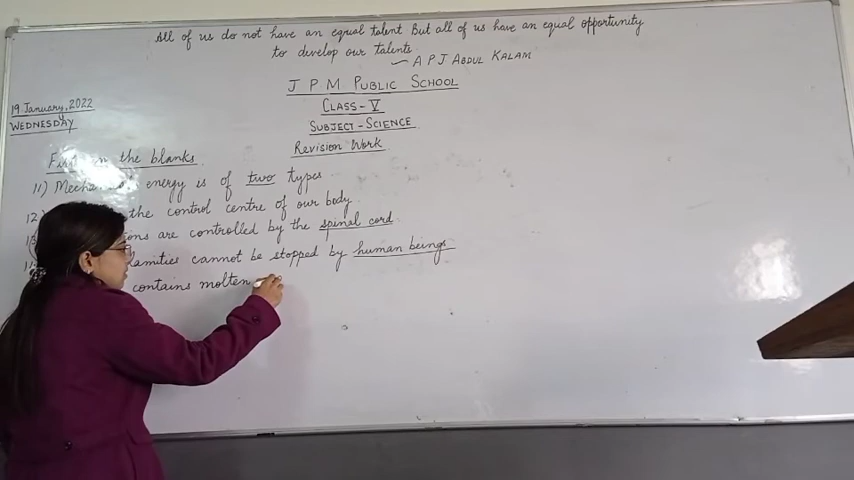 All of us do not have an equal talent But all of us have an equal opportunity
to develop our talents
~ A P J ABDUL KALAM
J P M PUBLIC SCHOOL
19 January, 2022
CLASS - V
WEDNESDAY
SUBJECT - SCIENCE
Revision Work
in the blanks
11) energy is of two types
12) the control centre of our body.
are controlled by the spinal cord.
cannot be stopped by human beings
contains molten